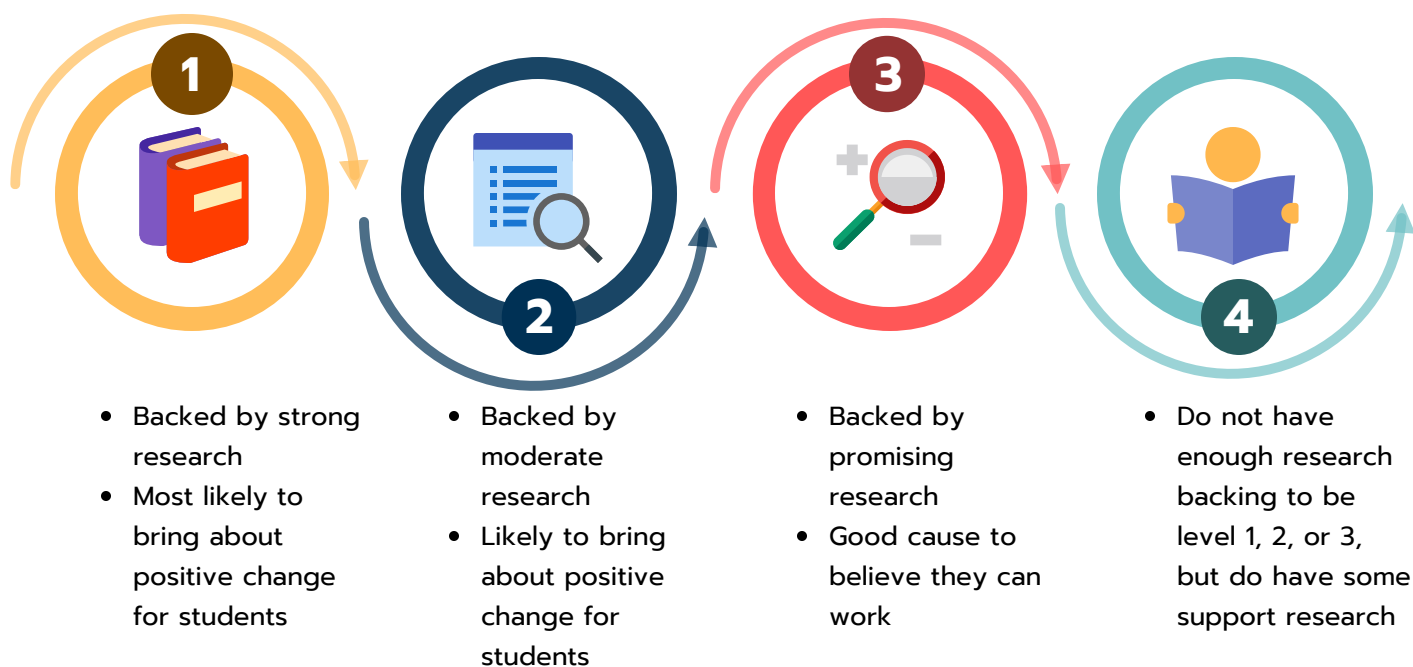 1
2
3
4
• Backed by strong
research
• Most likely to
bring about
positive change
for students
• Backed by
moderate
research
• Likely to bring
about positive
change for
students
• Backed by
promising
research
• Good cause to
believe they can
work
• Do not have
enough research
backing to be
level 1, 2, or 3,
but do have some
support research